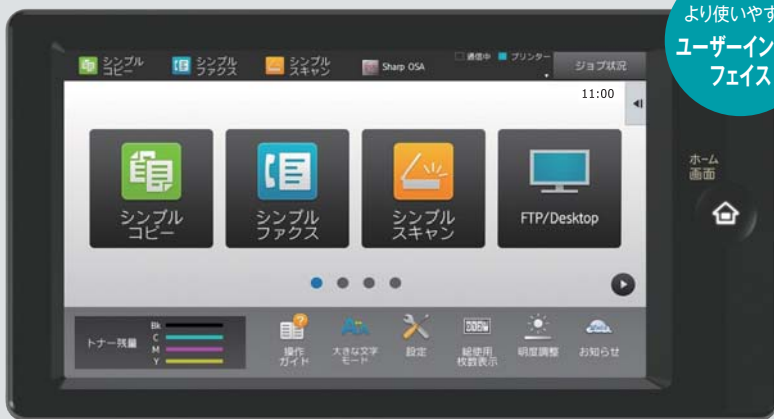 より使いやす
ユーザーイン
フェイス
シンプル
コピー
シンプル
ファクス
シンプル
スキャン
Sharp OSA
通信中
プリンター
ジョブ状況
11:00
ホーム
画面
シンプル
コピー
シンプル
ファクス
シンプル
スキャン
FTP/Desktop
トナー残量
Bk
C
M
Y
操作
ガイド
大きな文字
モード
設定
総使用
枚数表示
明度調整
お知らせ